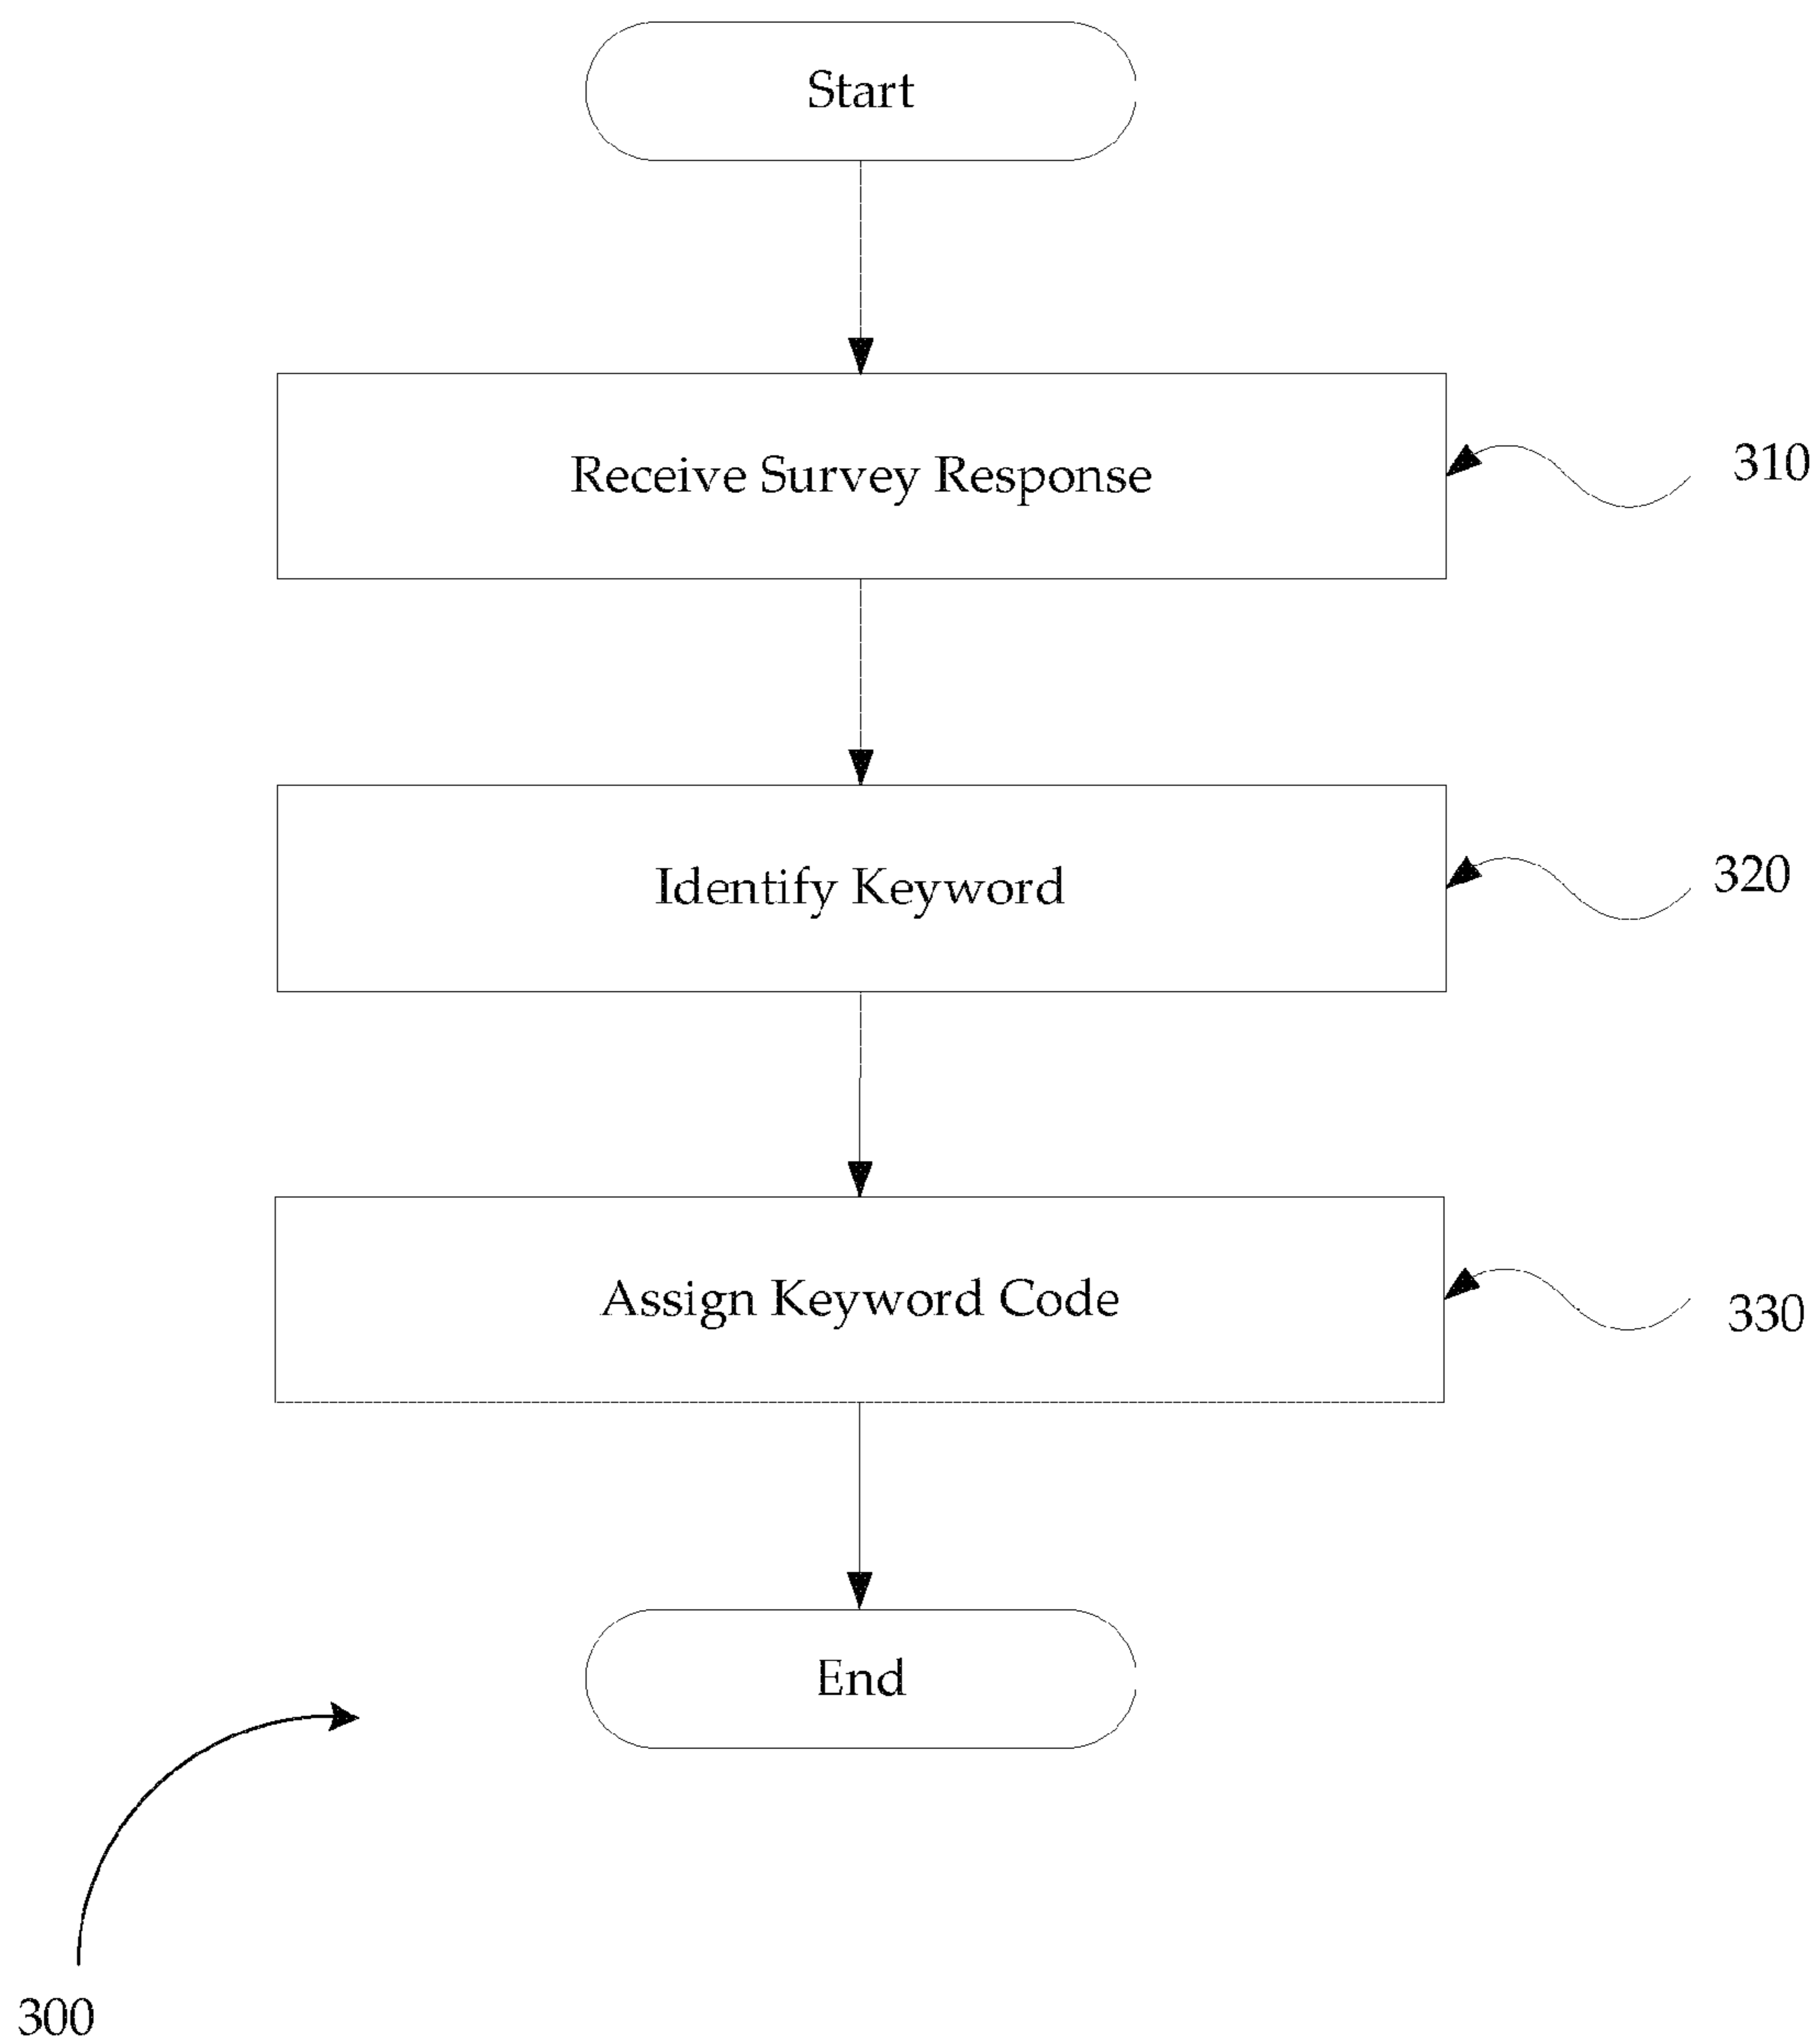 Start
Receive Survey Response
310
Identify Keyword
320
Assign Keyword Code
330
End
300